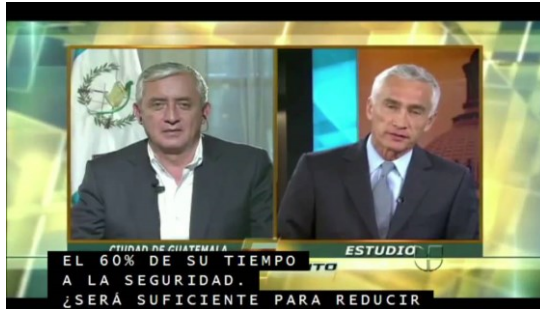 CIUDAD DE GUATEMALA
ESTUDIO
EL 60% DE SU TIEMPO
A LA SEGURIDAD.
¿SERÁ SUFICIENTE PARA REDUCIR